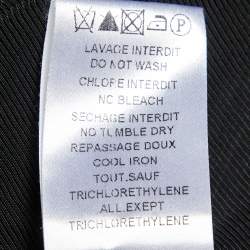 P
LAVAGE INTERDIT
DO NOT WASH
CHLORE INTERDIT
NO BLEACH
SECHAGE INTERDIT
NO TUMBLE DRY
REPASSAGE DOUX
COOL IRON
TOUT.SAUF
TRICHLORETHYLENE
ALL.EXEPT
TRICHLORETHYLENE